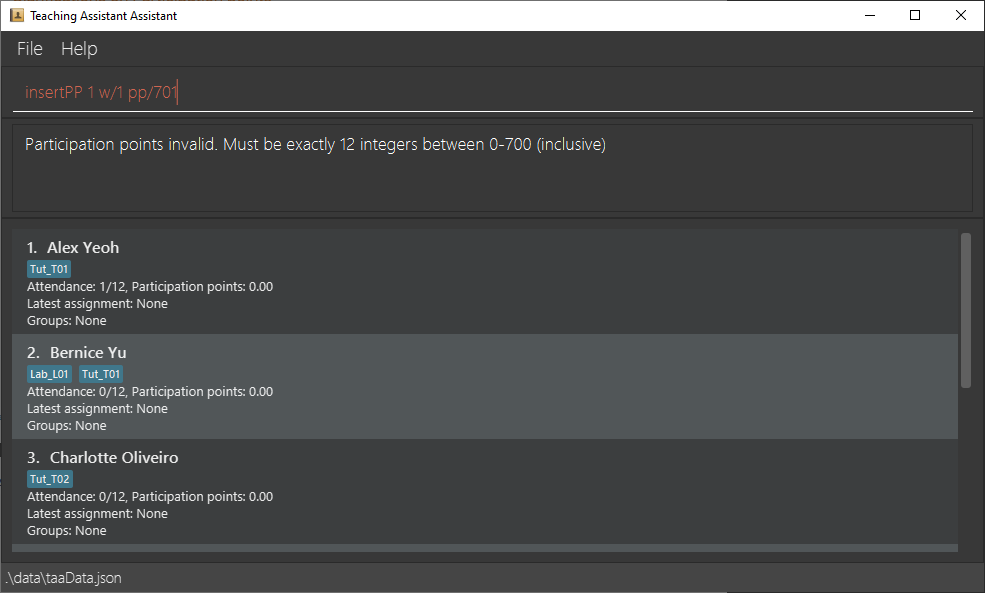 Teaching Assistant Assistant
File Help
insertPP 1 w/1 pp/701
Participation points invalid. Must be exactly 12 integers between 0-700 (inclusive)
1. Alex Yeoh
Tut_T01
Attendance: 1/12, Participation points: 0.00
Latest assignment: None
Groups: None
2. Bernice Yu
Lab_L01 Tut_T01
Attendance: 0/12, Participation points: 0.00
Latest assignment: None
Groups: None
3. Charlotte Oliveiro
Tut_T02
Attendance: 0/12, Participation points: 0.00
Latest assignment: None
Groups: None
.\data\taaData.json